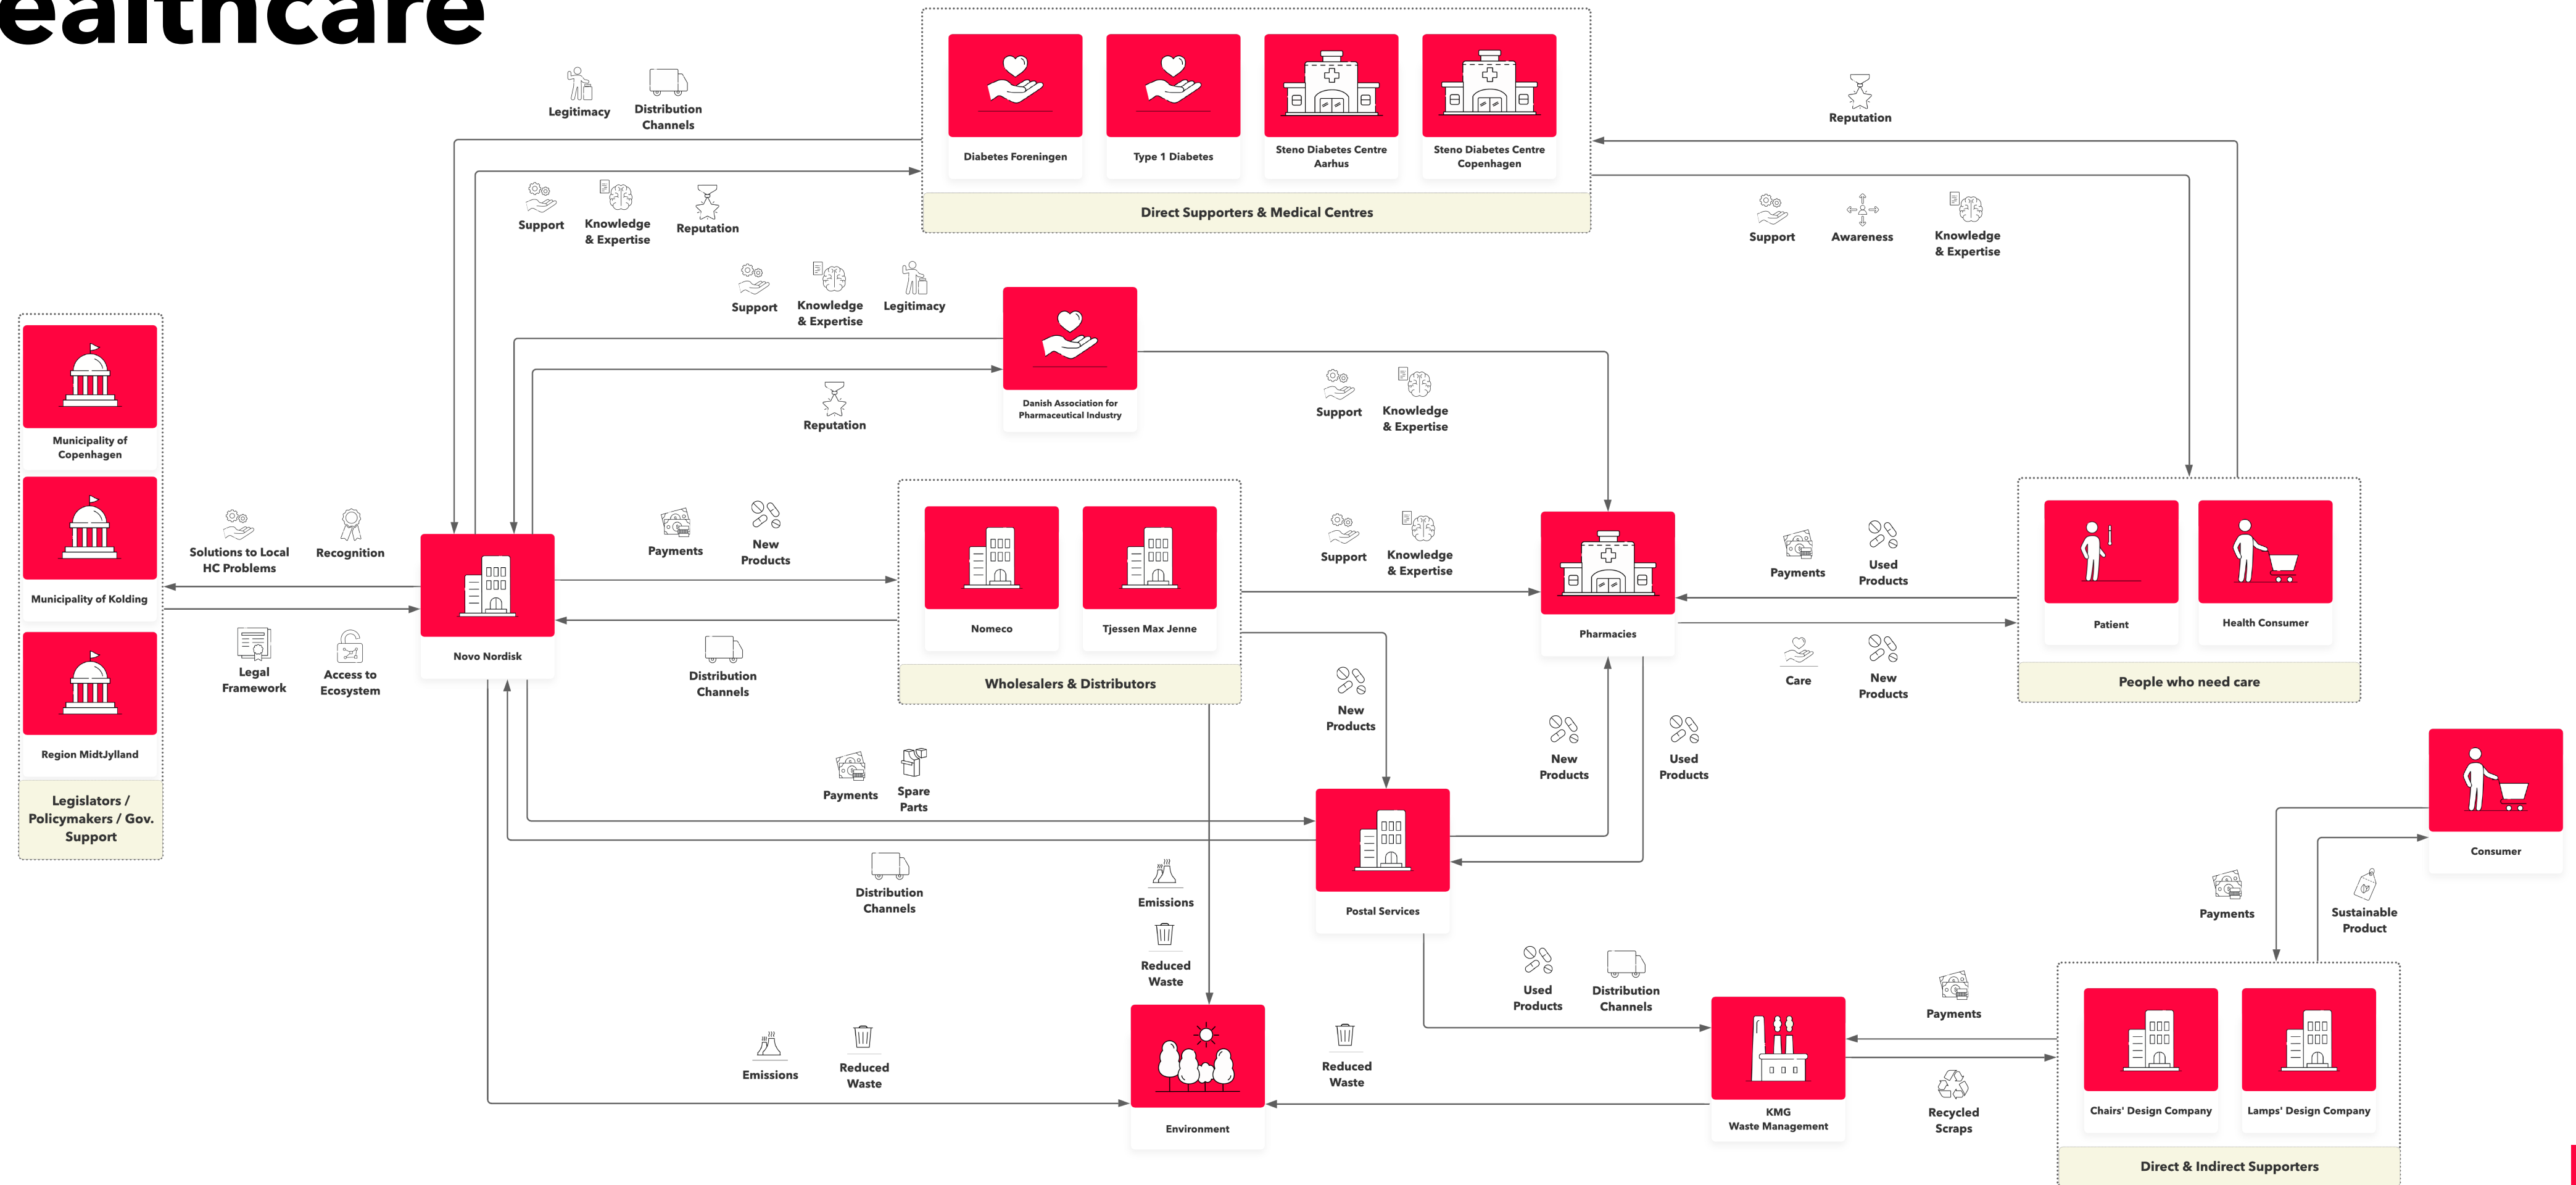 ealthcare
Legitimacy
Distribution
Channels
Diabetes Foreningen
Type 1 Diabetes
Steno Diabetes Centre
Aarhus
Steno Diabetes Centre
Copenhagen
Direct Supporters & Medical Centres
Reputation
Support
Knowledge
& Expertise
Reputation
Support
Awareness
Knowledge
& Expertise
Support
Knowledge
& Expertise
Legitimacy
Danish Association for
Pharmaceutical Industry
Reputation
Support
Knowledge
& Expertise
Municipality of
Copenhagen
Municipality of Kolding
Region MidtJylland
Legislators /
Policymakers / Gov.
Support
Solutions to Local
HC Problems
Recognition
Legal
Framework
Access to
Ecosystem
Novo Nordisk
Payments
New
Products
Distribution
Channels
Nomeco
Tjessen Max Jenne
Wholesalers & Distributors
Support
Knowledge
& Expertise
Pharmacies
Payments
Used
Products
Care
New
Products
Patient
Health Consumer
People who need care
New
Products
New
Products
Used
Products
Payments
Spare
Parts
Distribution
Channels
Postal Services
Emissions
Reduced
Waste
Consumer
Payments
Sustainable
Product
Used
Products
Distribution
Channels
Emissions
Reduced
Waste
Environment
Reduced
Waste
KMG
Waste Management
Payments
Recycled
Scraps
Chairs' Design Company
Lamps' Design Company
Direct & Indirect Supporters